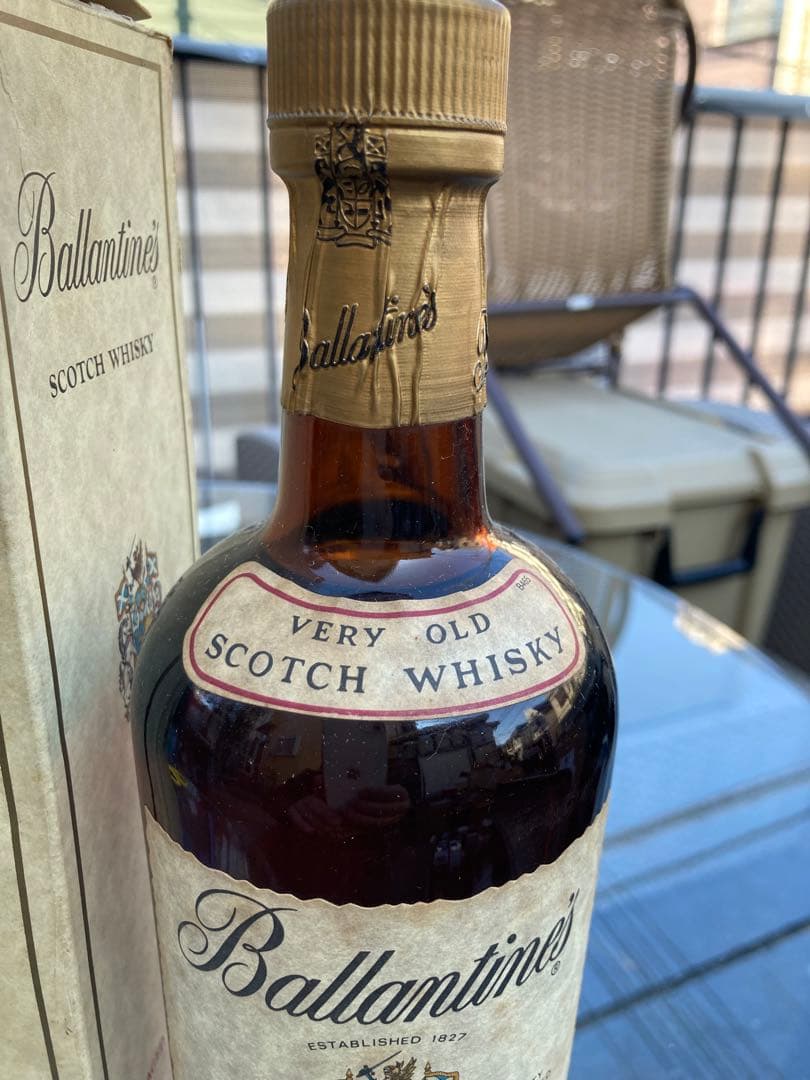 Ballantine's
®
SCOTCH WHISKY
Ballantine's
VERY OLD
SCOTCH WHISKY
Ballantine's
®
ESTABLISHED 1827